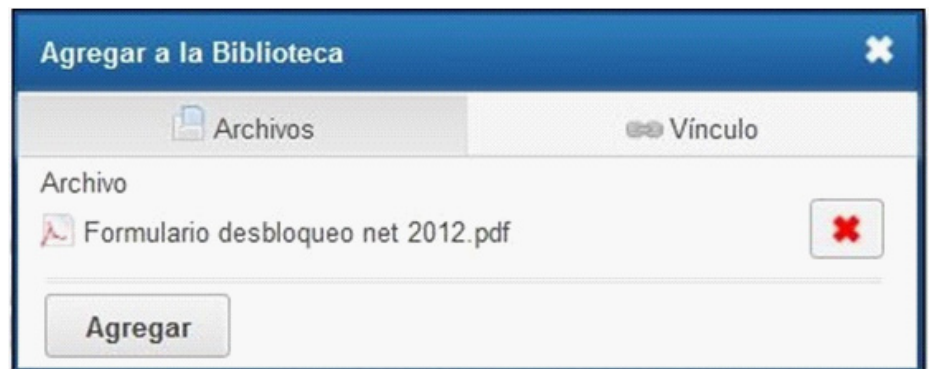 Agregar a la Biblioteca
Archivos Vínculo
Archivo
Formulario desbloqueo net 2012.pdf
Agregar